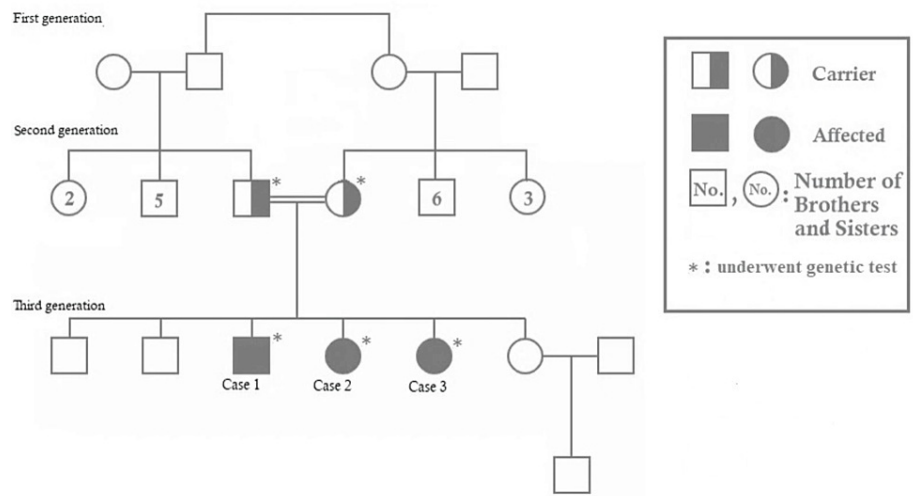 First generation
Second generation
2
5
*
*
6
3
Third generation
*
*
*
Case 1
Case 2
Case 3
Carrier
Affected
No. , No. : Number of
Brothers
and Sisters
* : underwent genetic test